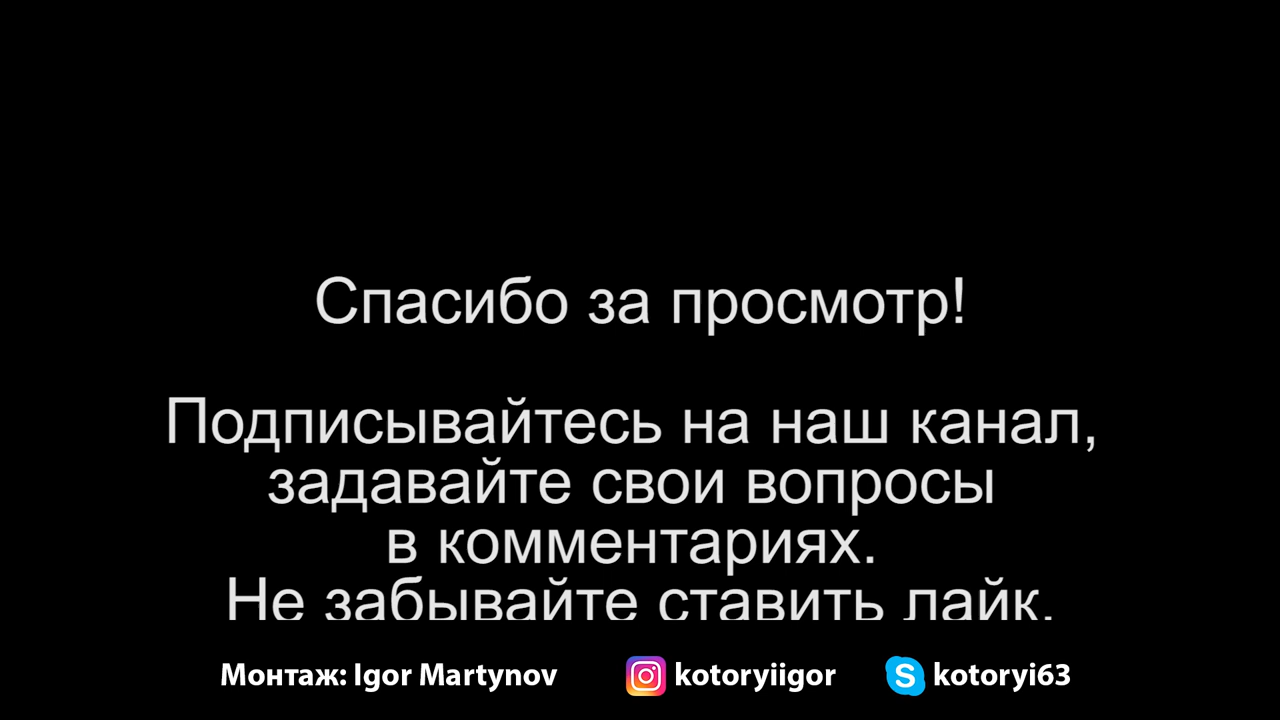 Спасибо за просмотр!
Подписывайтесь на наш канал,
задавайте свои вопросы
в комментариях.
Не забывайте ставить лайк.
Монтаж: Igor Martynov kotoryiigor kotoryi63